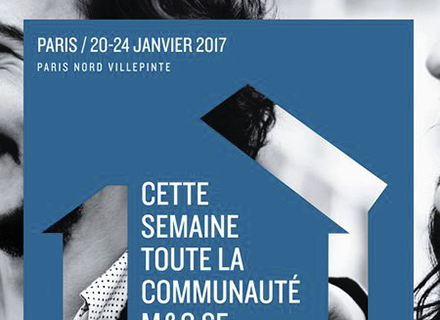 PARIS / 20-24 JANVIER 2017
PARIS NORD VILLEPINTE
CETTE
SEMAINE
TOUTE LA
COMMUNAUTÉ